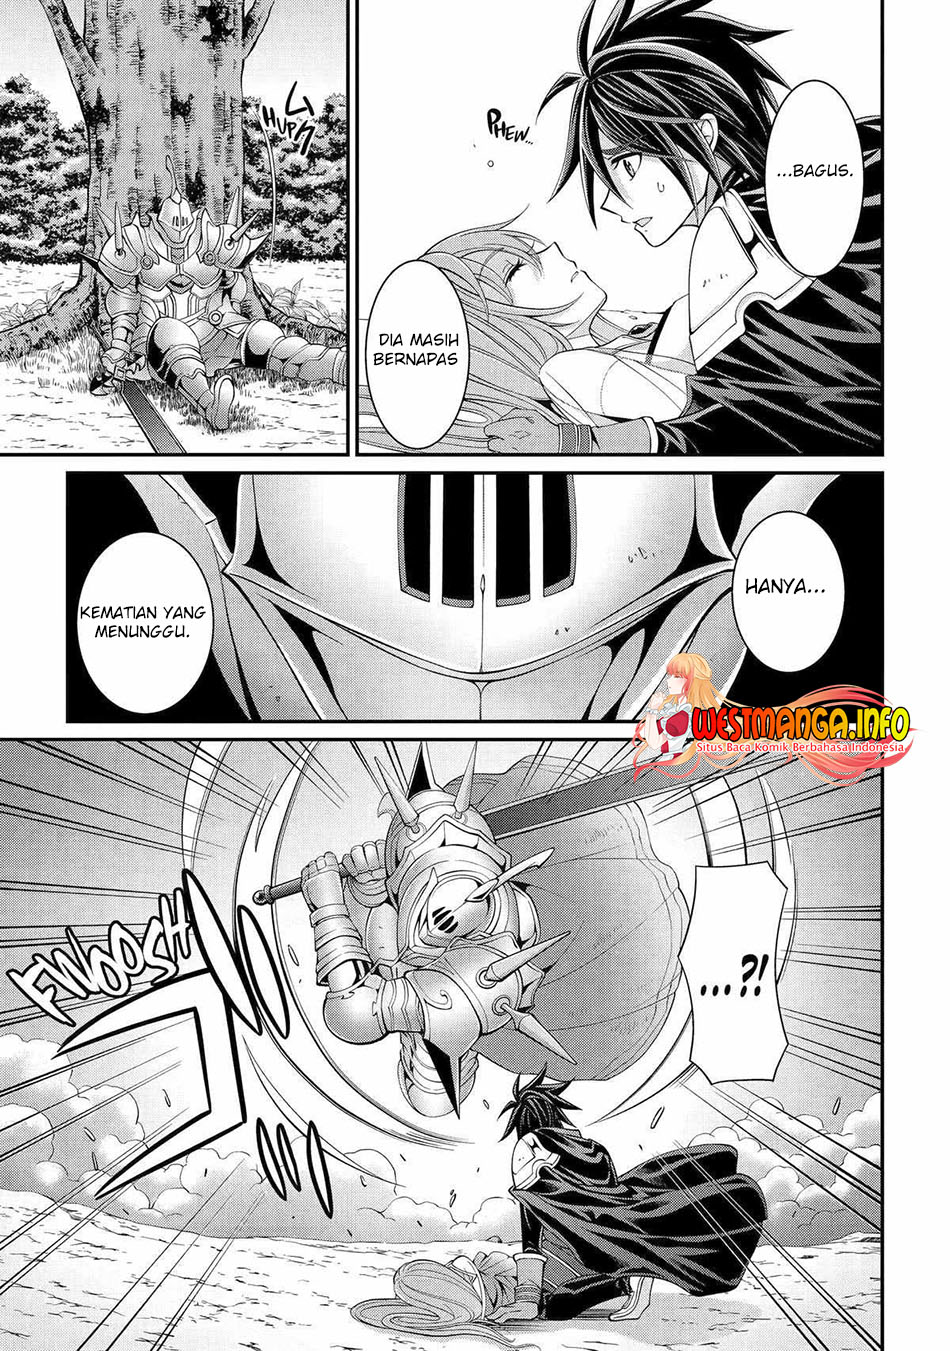 ...BAGUS.
PHEW...
DIA MASIH
BERNAPAS
HUP
HANYA...
KEMATIAN YANG
MENUNGGU.
WESTMANGA.INFO
Situs Baca Komik Berbahasa Indonesia
...?!
FWOOSH